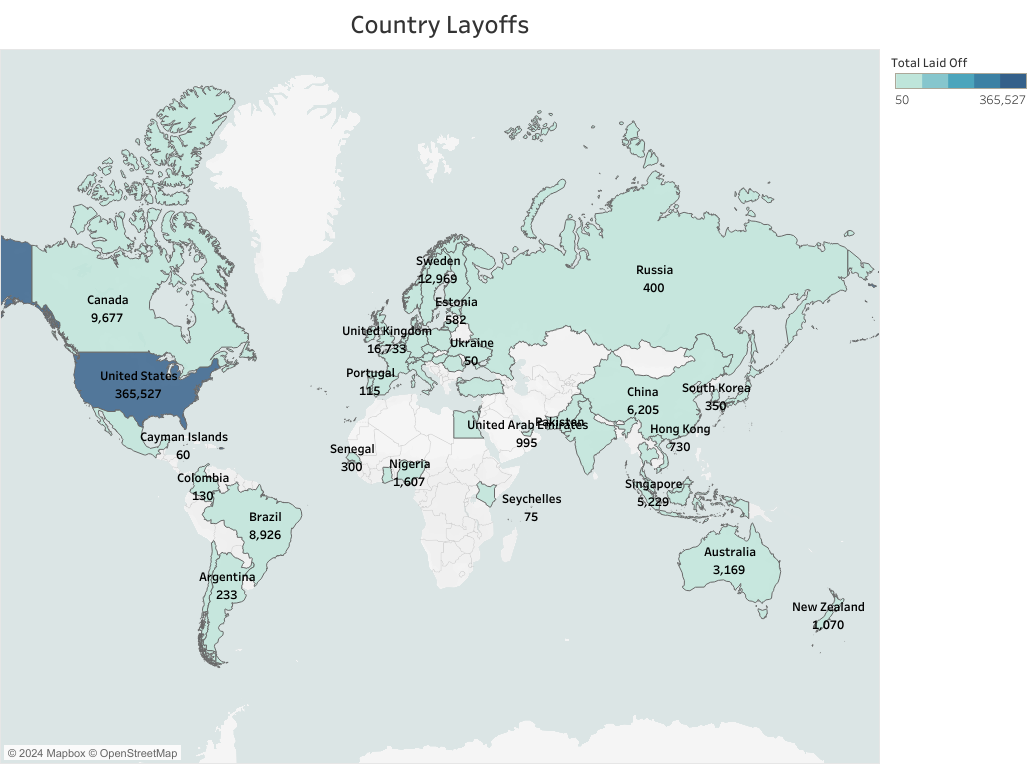 Country Layoffs
Total Laid Off
50 365,527
Sweden
12,969
Russia
400
Canada
9,677
Estonia
582
United Kingdom
16,733
Ukraine
50
Portugal
115
United States
365,527
China
6,205
South Korea
350
Cayman Islands
60
United Arab Emirates
995
Pakistan
Hong Kong
730
Senegal
300
Nigeria
1,607
Colombia
130
Singapore
5,229
Seychelles
75
Brazil
8,926
Australia
3,169
Argentina
233
New Zealand
1,070
© 2024 Mapbox © OpenStreetMap